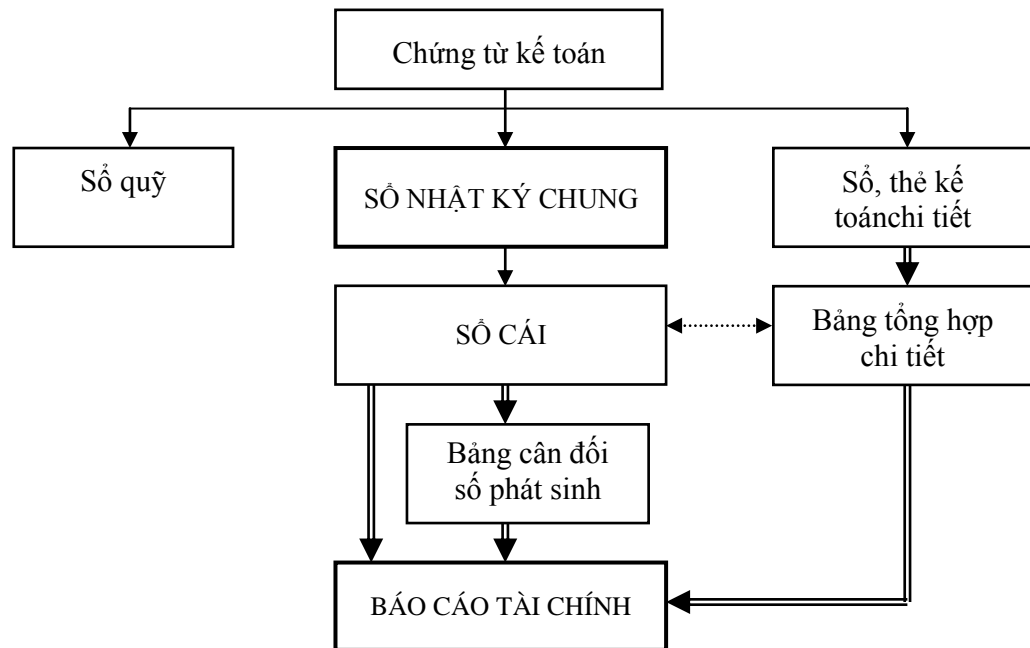 Chứng từ kế toán
Sổ quỹ
SỔ NHẬT KÝ CHUNG
Sổ, thẻ kế
toánchi tiết
SỔ CÁI
Bảng tổng hợp
chi tiết
Bảng cân đối
số phát sinh
BÁO CÁO TÀI CHÍNH